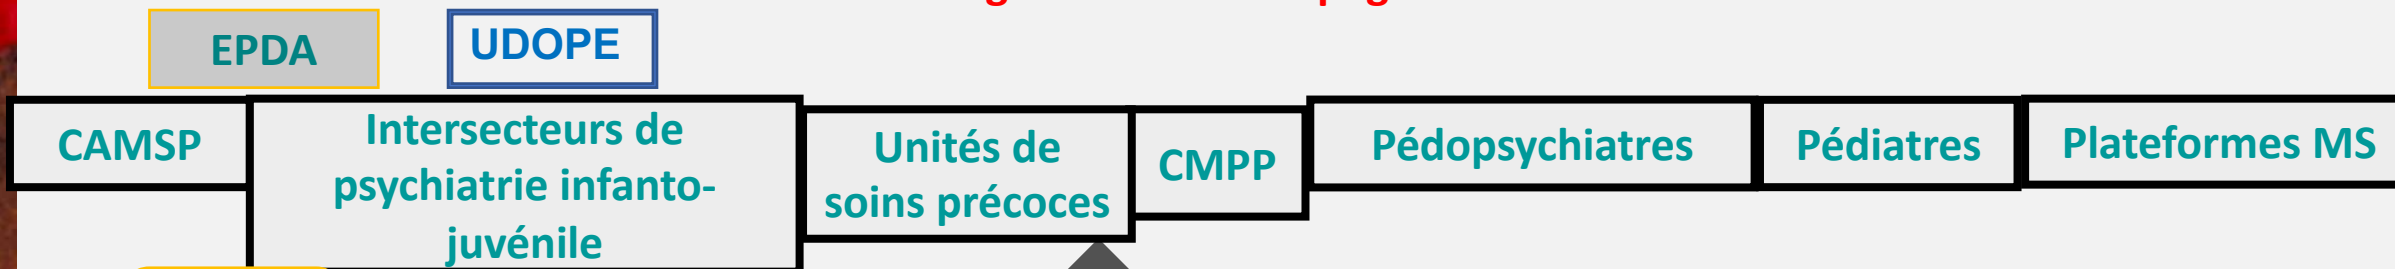 EPDA
UDOPE
CAMSP
Intersecteurs de
psychiatrie infanto-
juvénile
Unités de
soins précoces
CMPP
Pédopsychiatres
Pédiatres
Plateformes MS